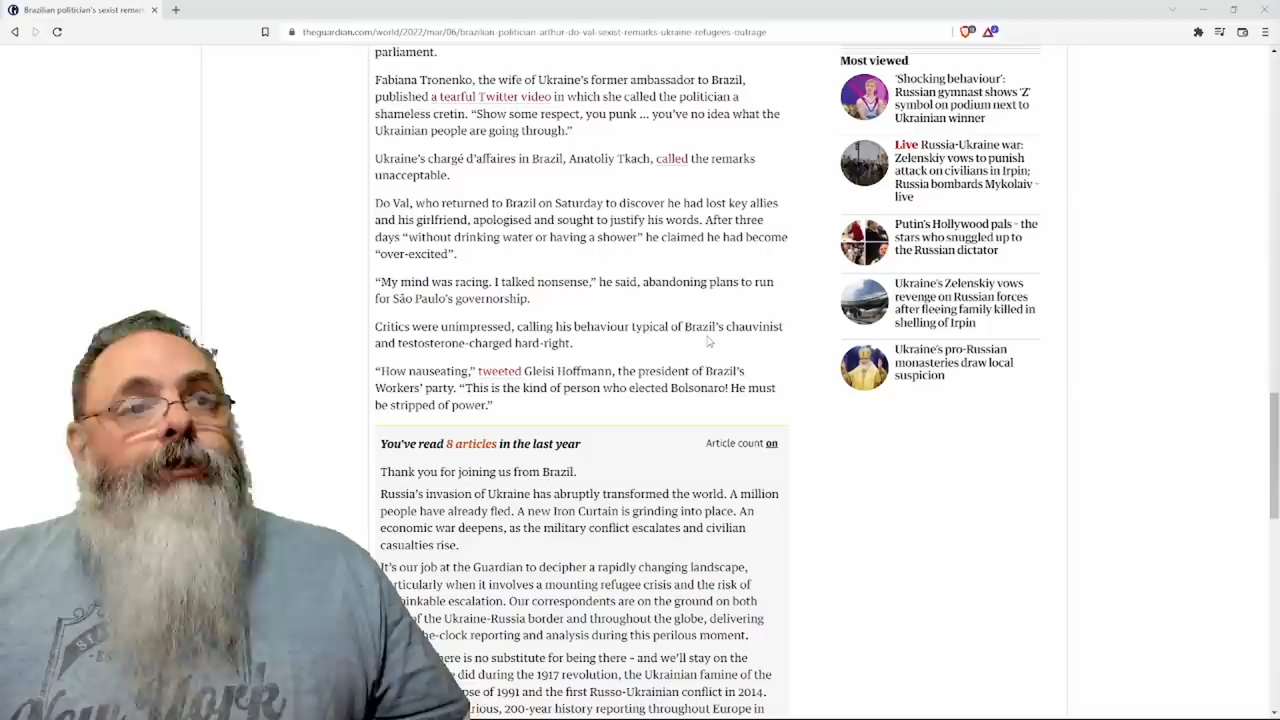 Brazilian politician's sexist remark
theguardian.com/world/2022/mar/06/brazilian-politician-arthur-do-val-sexist-remarks-ukraine-refugees-outrage
parliament.
Fabiana Tronenko, the wife of Ukraine's former ambassador to Brazil,
published a tearful Twitter video in which she called the politician a
shameless cretin. “Show some respect, you punk ... you've no idea what the
Ukrainian people are going through.”
Ukraine's chargé d'affaires in Brazil, Anatoliy Tkach, called the remarks
unacceptable.
Do Val, who returned to Brazil on Saturday to discover he had lost key allies
and his girlfriend, apologised and sought to justify his words. After three
days “without drinking water or having a shower” he claimed he had become
“over-excited”.
“My mind was racing. I talked nonsense,” he said, abandoning plans to run
for São Paulo's governorship.
Critics were unimpressed, calling his behaviour typical of Brazil's chauvinist
and testosterone-charged hard-right.
“How nauseating,” tweeted Gleisi Hoffmann, the president of Brazil's
Workers' party. “This is the kind of person who elected Bolsonaro! He must
be stripped of power.”
You've read 8 articles in the last year
Article count on
Thank you for joining us from Brazil.
Russia's invasion of Ukraine has abruptly transformed the world. A million
people have already fled. A new Iron Curtain is grinding into place. An
economic war deepens, as the military conflict escalates and civilian
casualties rise.
It's our job at the Guardian to decipher a rapidly changing landscape,
particularly when it involves a mounting refugee crisis and the risk of
unthinkable escalation. Our correspondents are on the ground on both
of the Ukraine-Russia border and throughout the globe, delivering
the-clock reporting and analysis during this perilous moment.
there is no substitute for being there – and we'll stay on the
did during the 1917 revolution, the Ukrainian famine of the
of 1991 and the first Russo-Ukrainian conflict in 2014.
200-year history reporting throughout Europe in
Most viewed
‘Shocking behaviour’:
Russian gymnast shows ‘Z’
symbol on podium next to
Ukrainian winner
Live Russia-Ukraine war:
Zelenskiy vows to punish
attack on civilians in Irpin;
Russia bombards Mykolaiv –
live
Putin's Hollywood pals – the
stars who snuggled up to
the Russian dictator
Ukraine's Zelenskiy vows
revenge on Russian forces
after fleeing family killed in
shelling of Irpin
Ukraine's pro-Russian
monasteries draw local
suspicion